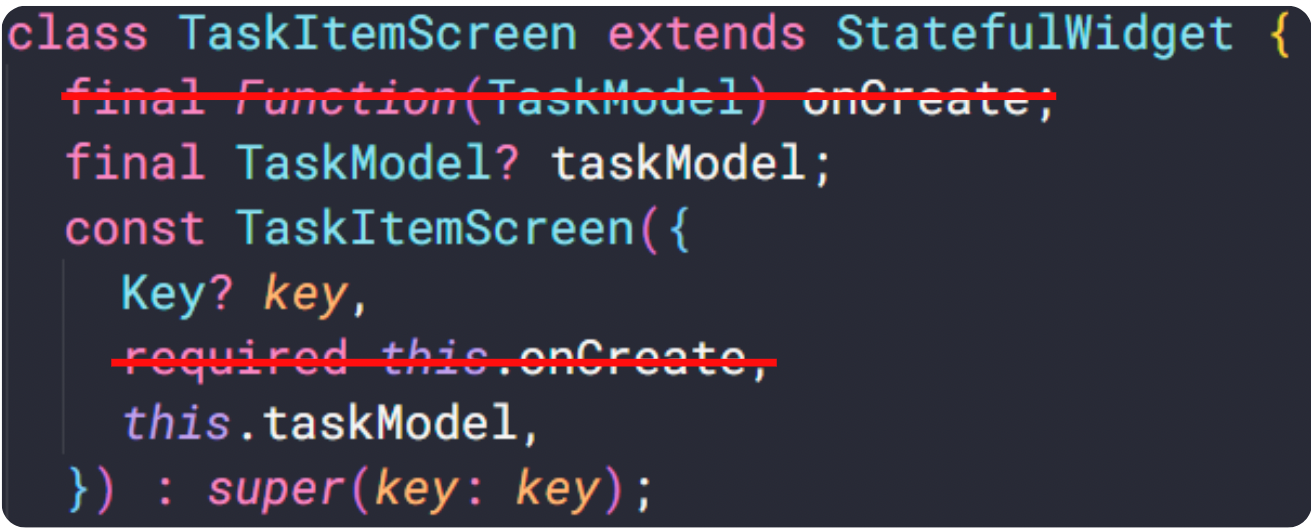 class TaskItemScreen extends StatefulWidget {
final Function(TaskModel) onCreate;
final TaskModel? taskModel;
const TaskItemScreen({
Key? key,
required this.onCreate,
this.taskModel,
}) : super(key: key);